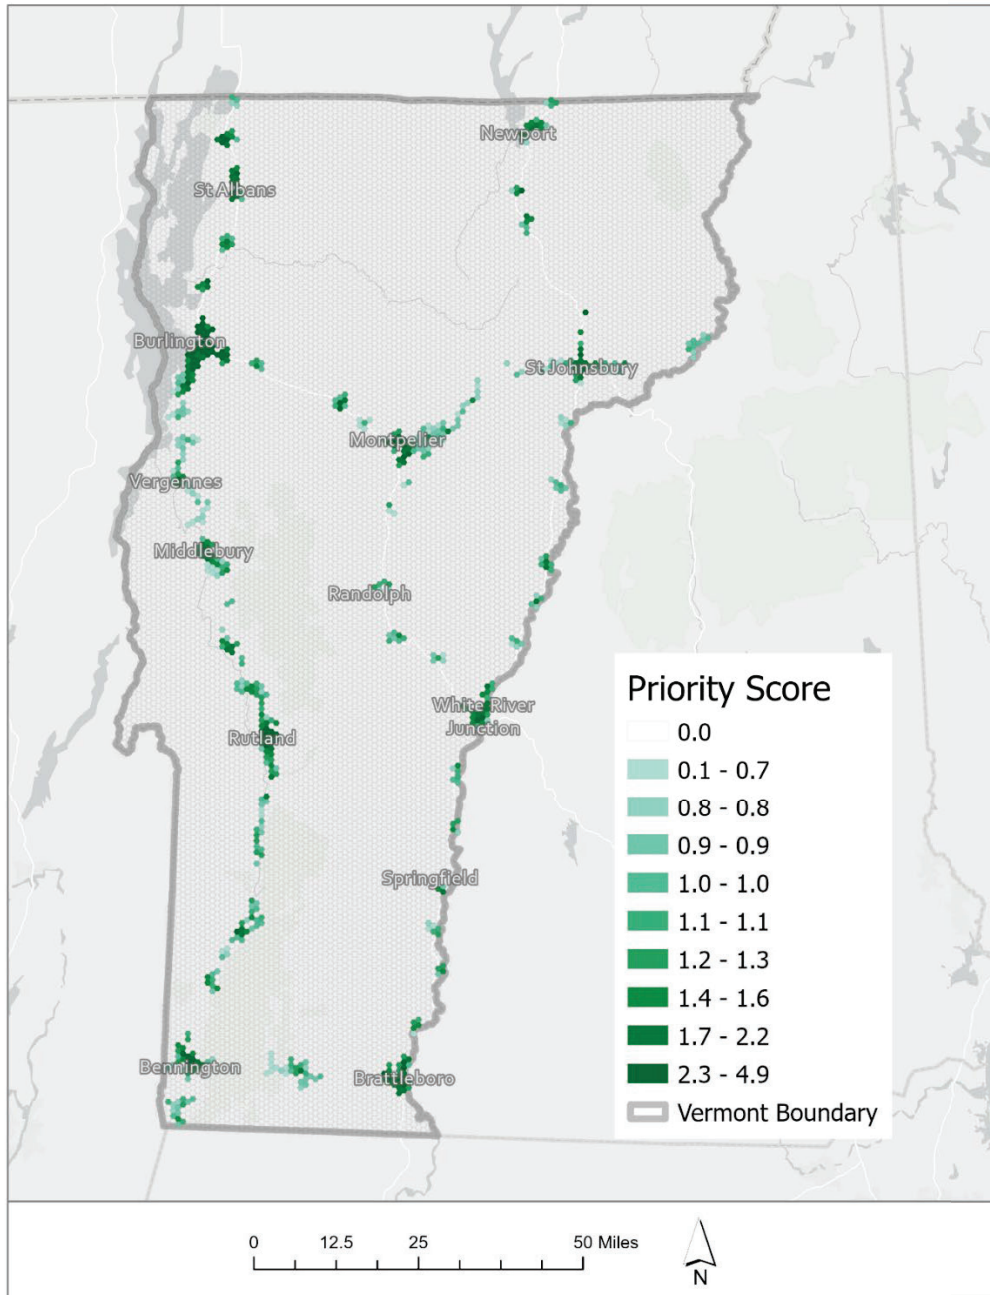 Newport
St Albans
Burlington
St Johnsbury
Montpelier
Vergennes
Middlebury
Randolph
White River
Junction
Rutland
Springfield
Bennington
Brattleboro
Priority Score
0.0
0.1 - 0.7
0.8 - 0.8
0.9 - 0.9
1.0 - 1.0
1.1 - 1.1
1.2 - 1.3
1.4 - 1.6
1.7 - 2.2
2.3 - 4.9
Vermont Boundary
0 12.5 25 50 Miles
N